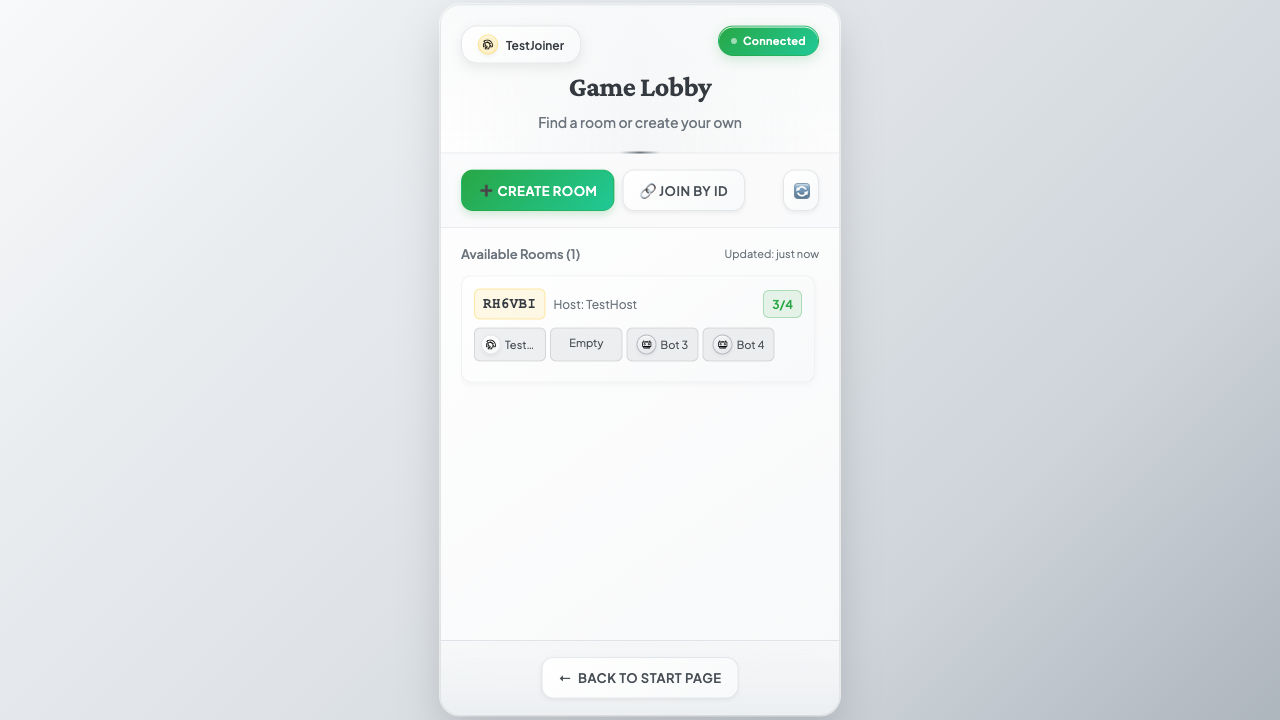 TestJoiner
Connected
Game Lobby
Find a room or create your own
➕ CREATE ROOM
🔗 JOIN BY ID
Available Rooms (1)
Updated: just now
RH6VBI
Host: TestHost
3/4
Test...
Empty
Bot 3
Bot 4
← BACK TO START PAGE